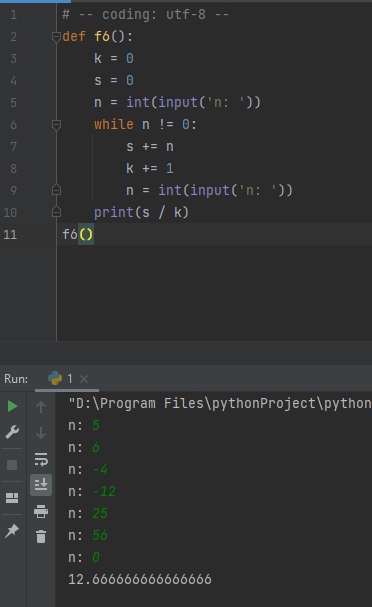 1 # -- coding: utf-8 --
2 def f6():
3 k = 0
4 s = 0
5 n = int(input('n: '))
6 while n != 0:
7 s += n
8 k += 1
9 n = int(input('n: '))
10 print(s / k)
11 f6()
Run: 1
"D:\Program Files\pythonProject\python
n: 5
n: 6
n: -4
n: -12
n: 25
n: 56
n: 0
12.666666666666666